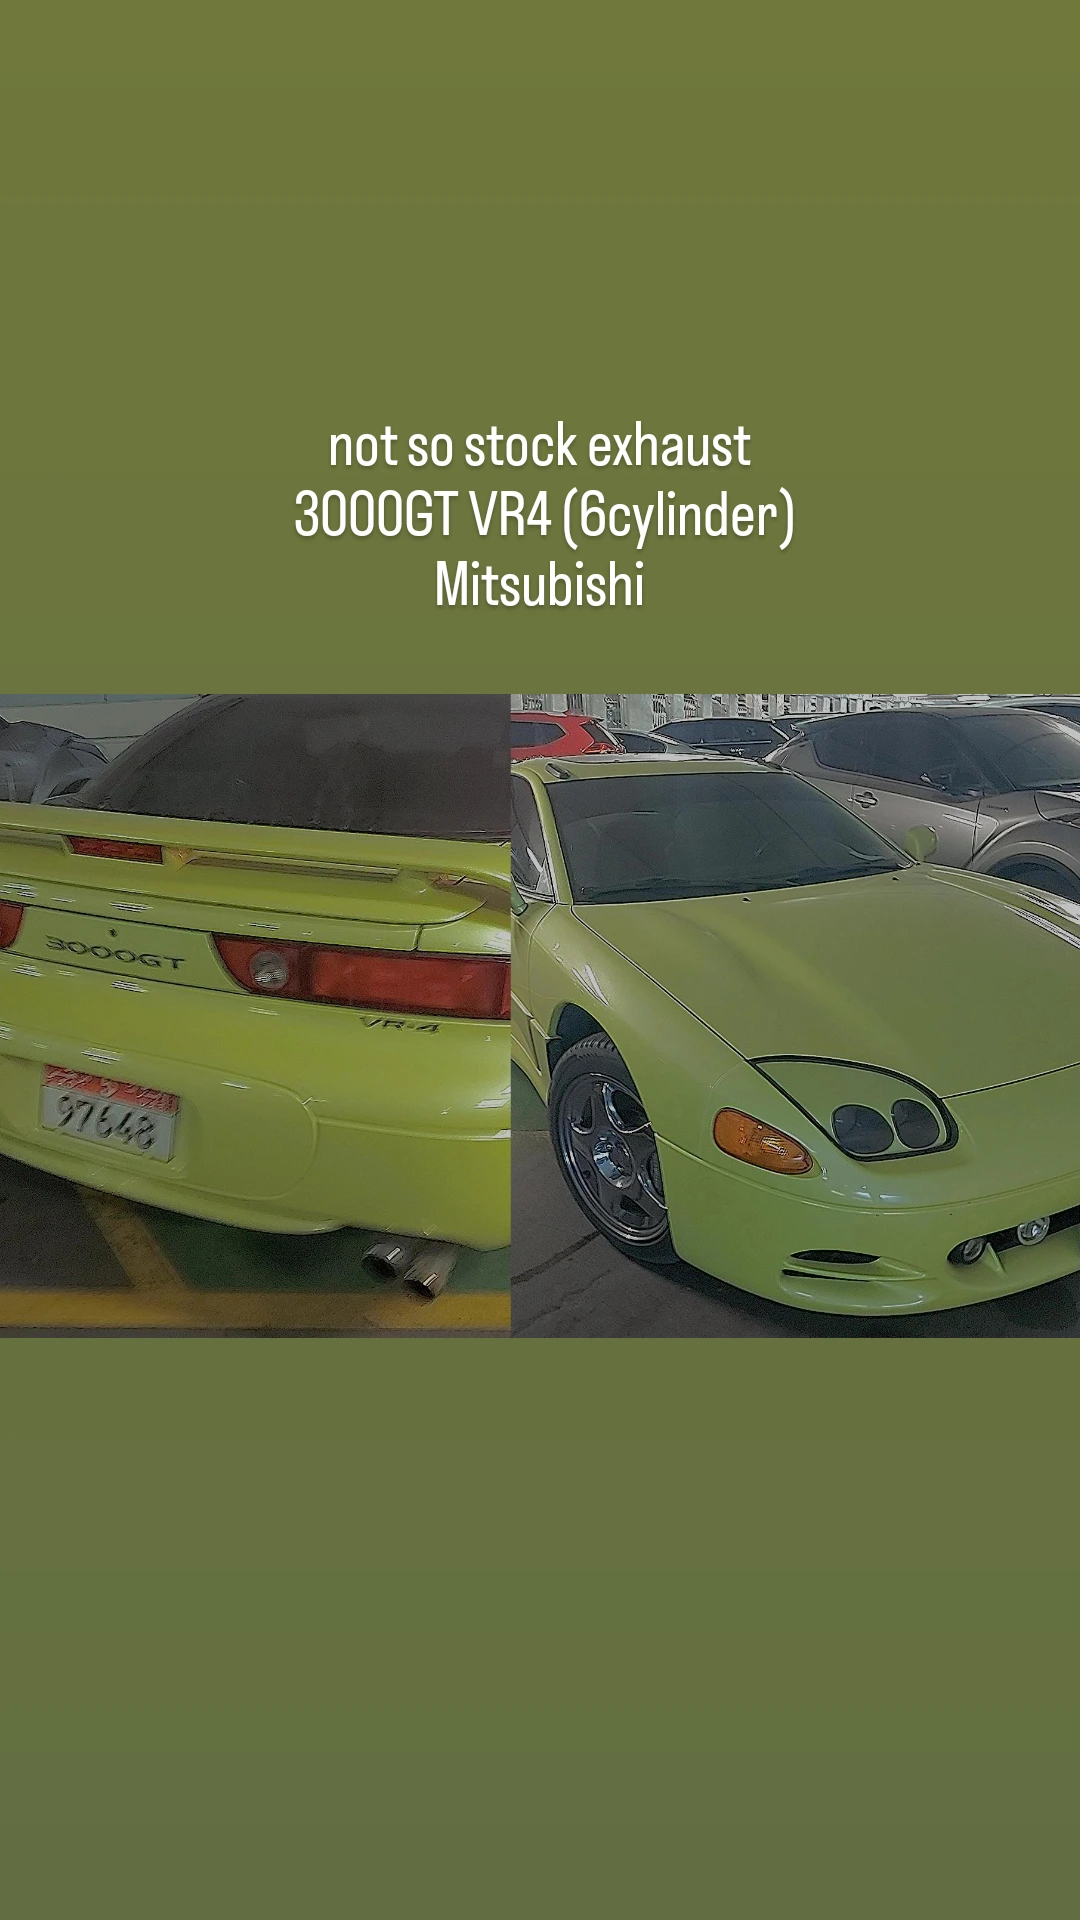 not so stock exhaust
3000GT VR4 (6cylinder)
Mitsubishi
3000GT
VR-4
97648